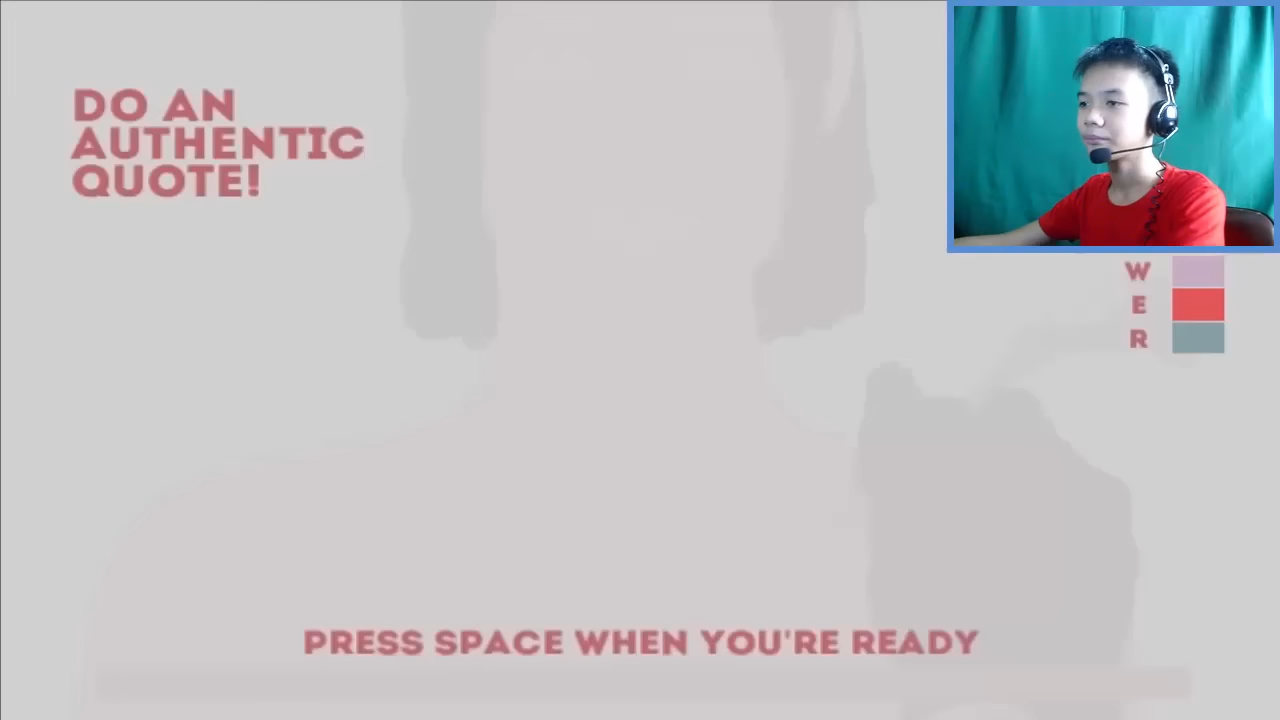 DO AN
AUTHENTIC
QUOTE!
W
E
R
PRESS SPACE WHEN YOU'RE READY